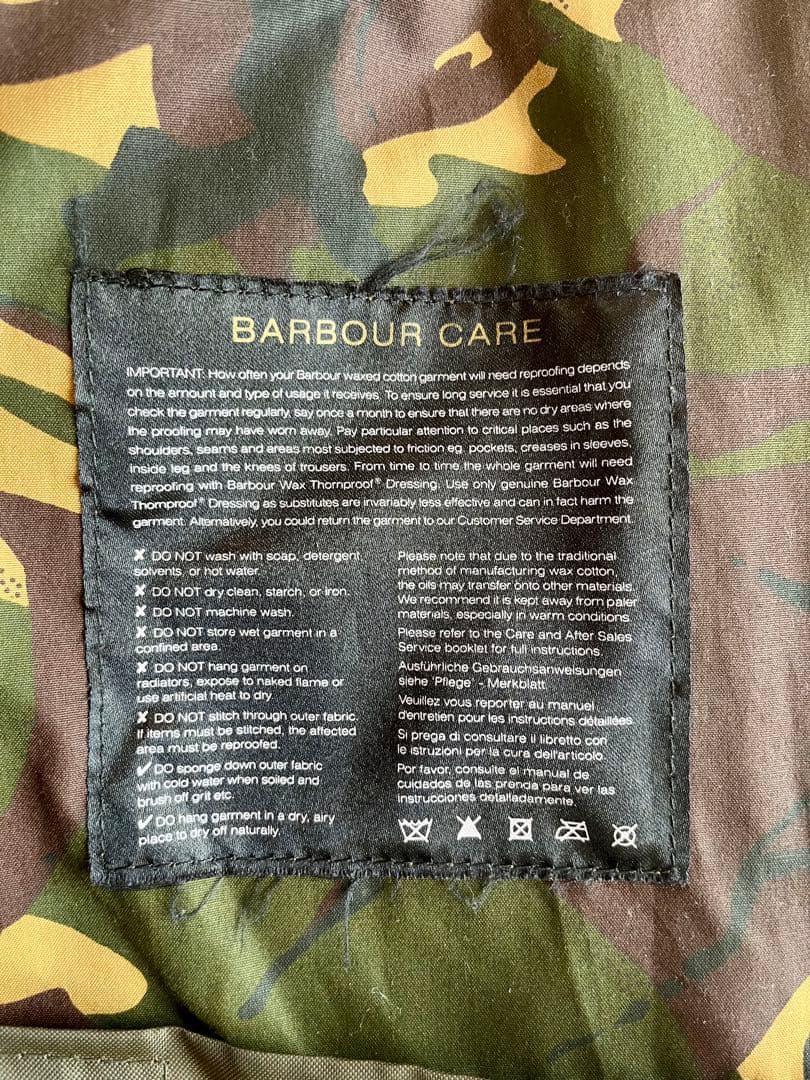 BARBOUR CARE
IMPORTANT: How often your Barbour waxed cotton garment will need reproofing depends
on the amount and type of usage it receives. To ensure long service it is essential that you
check the garment regularly, say once a month to ensure that there are no dry areas where
the proofing may have worn away. Pay particular attention to critical places such as the
shoulders, seams and areas most subjected to friction eg. pockets, creases in sleeves,
inside leg and the knees of trousers. From time to time the whole garment will need
reproofing with Barbour Wax Thornproof® Dressing. Use only genuine Barbour Wax
Thornproof® Dressing as substitutes are invariably less effective and can in fact harm the
garment. Alternatively, you could return the garment to our Customer Service Department.
✘ DO NOT wash with soap, detergent,
solvents, or hot water.
✘ DO NOT dry clean, starch, or iron.
✘ DO NOT machine wash.
✘ DO NOT store wet garment in a
confined area.
✘ DO NOT hang garment on
radiators, expose to naked flame or
use artificial heat to dry
✘ DO NOT stitch through outer fabric.
If items must be stitched, the affected
area must be reproofed.
✔ DO sponge down outer fabric
with cold water when soiled and
brush off grit etc.
✔ DO hang garment in a dry, airy
place to dry off naturally.
Please note that due to the traditional
method of manufacturing wax cotton,
the oils may transfer onto other materials.
We recommend it is kept away from paler
materials, especially in warm conditions.
Please refer to the Care and After Sales
Service booklet for full instructions.
Ausführliche Gebrauchsanweisungen
siehe 'Pflege' - Merkblatt.
Veuillez vous reporter au manuel
d'entretien pour les instructions détaillées.
Si prega di consultare il libretto con
le istruzioni per la cura dell'articolo.
Por favor, consulte el manual de
cuidados de las prenda para ver las
instrucciones detalladamente.